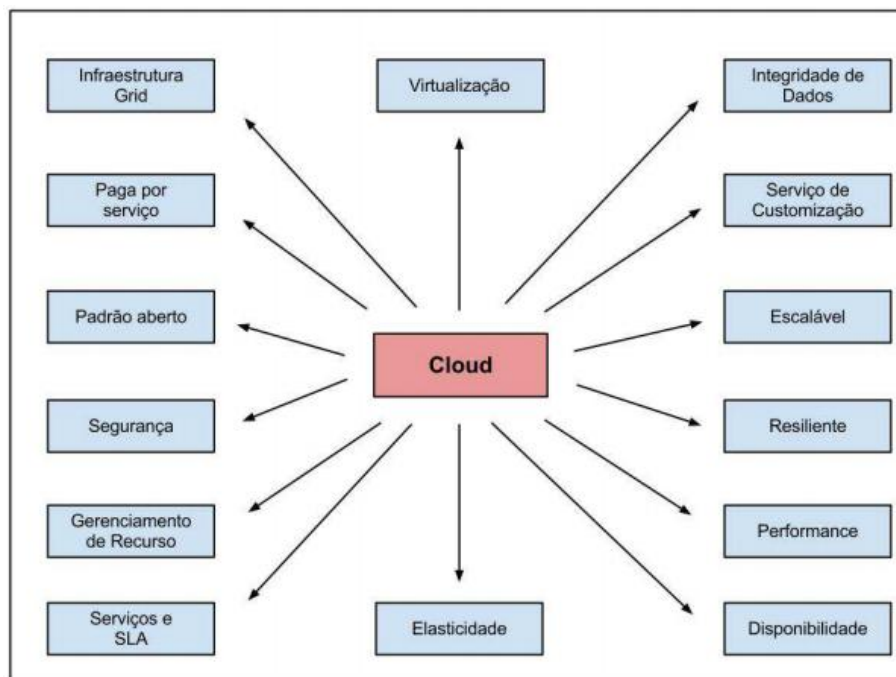 Infraestrutura
Grid
Virtualização
Integridade de
Dados
Paga por
serviço
Serviço de
Customização
Padrão aberto
Escalável
Cloud
Segurança
Resiliente
Gerenciamento
de Recurso
Performance
Serviços e
SLA
Elasticidade
Disponibilidade